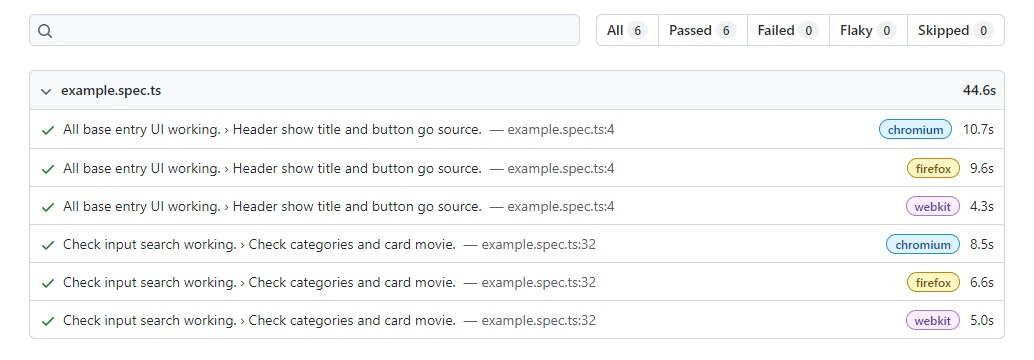 All 6 Passed 6 Failed 0 Flaky 0 Skipped 0
example.spec.ts 44.6s
All base entry UI working. › Header show title and button go source. — example.spec.ts:4 chromium 10.7s
All base entry UI working. › Header show title and button go source. — example.spec.ts:4 firefox 9.6s
All base entry UI working. › Header show title and button go source. — example.spec.ts:4 webkit 4.3s
Check input search working. › Check categories and card movie. — example.spec.ts:32 chromium 8.5s
Check input search working. › Check categories and card movie. — example.spec.ts:32 firefox 6.6s
Check input search working. › Check categories and card movie. — example.spec.ts:32 webkit 5.0s